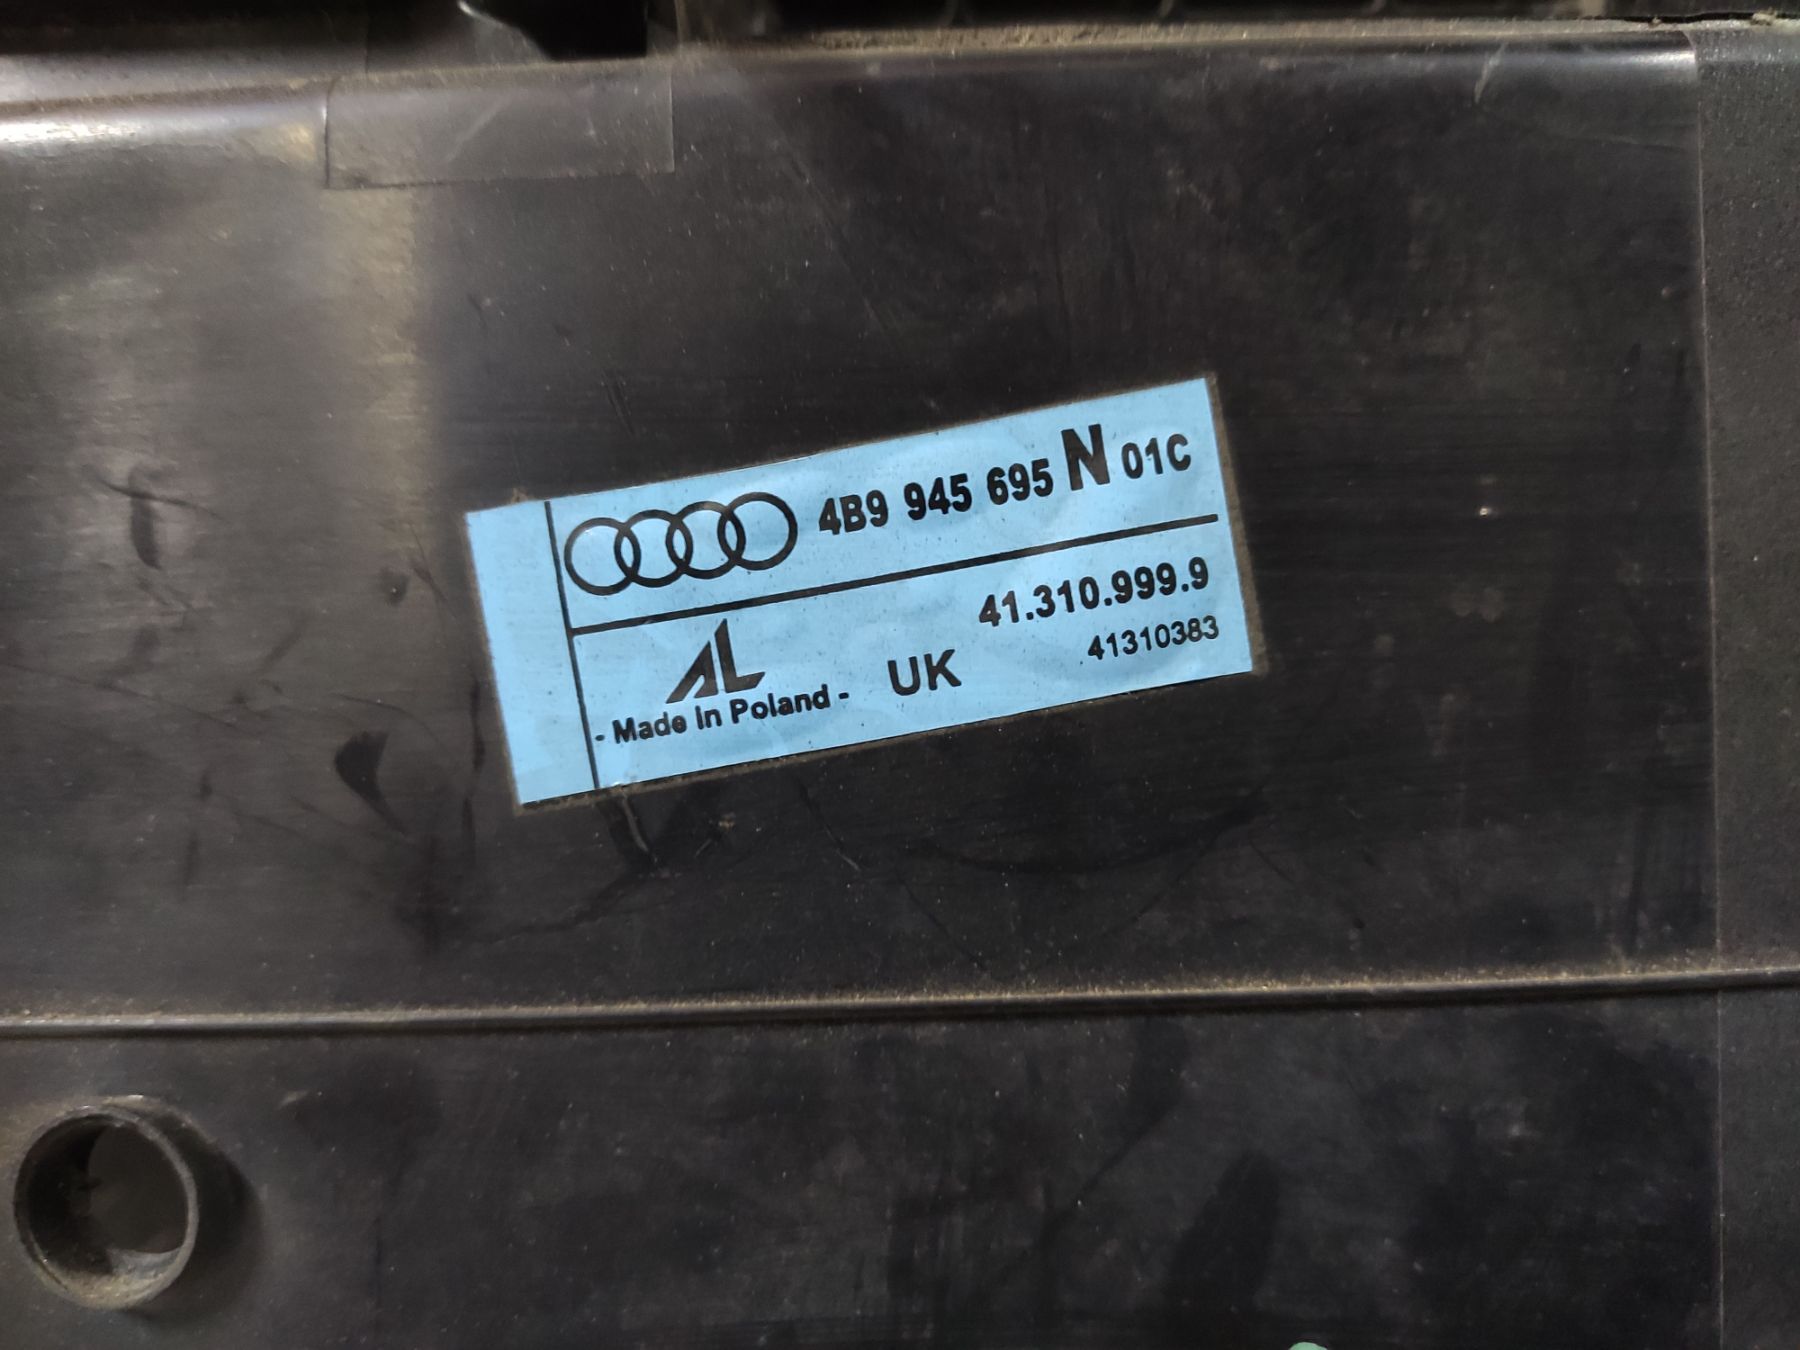 4B9 945 695 N 01C
41.310.999.9
AL
- Made in Poland - UK 41310383